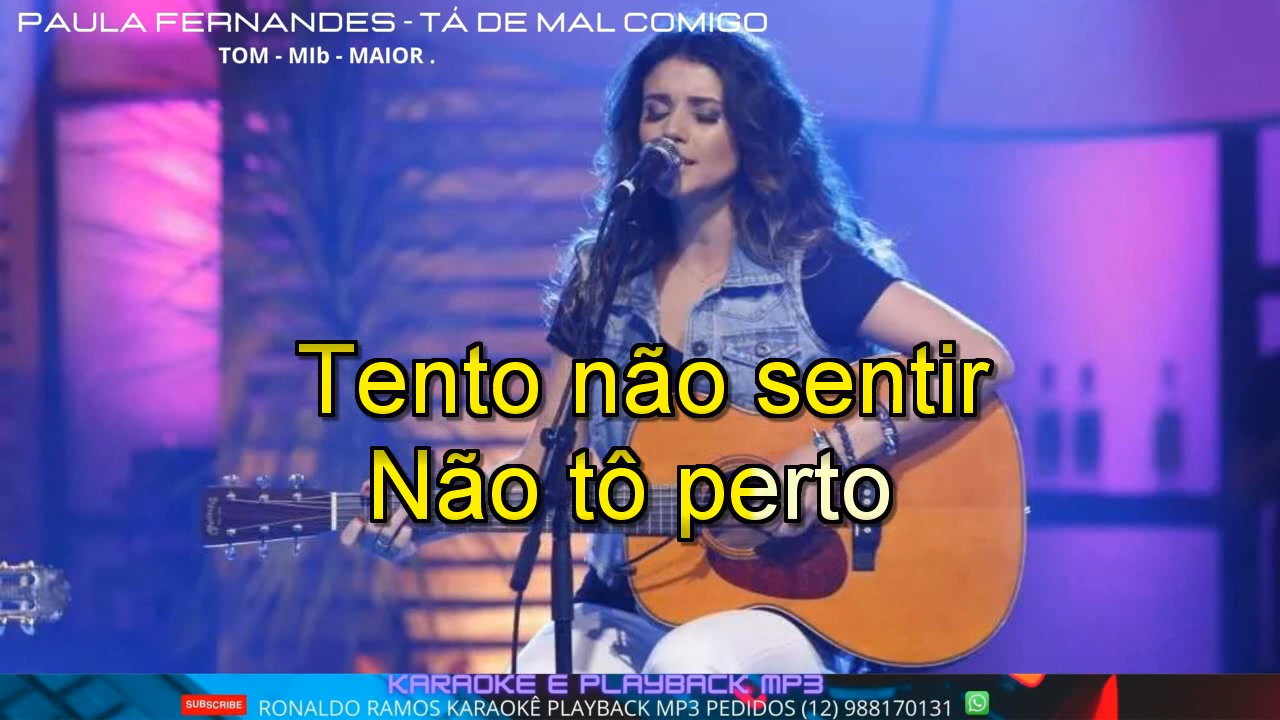 PAULA FERNANDES - TÁ DE MAL COMIGO
TOM - MIb - MAIOR .
Tento não sentir
Não tô perto
KARAOKE E PLAYBACK MP3
SUBSCRIBE RONALDO RAMOS KARAOKÊ PLAYBACK MP3 PEDIDOS (12) 988170131